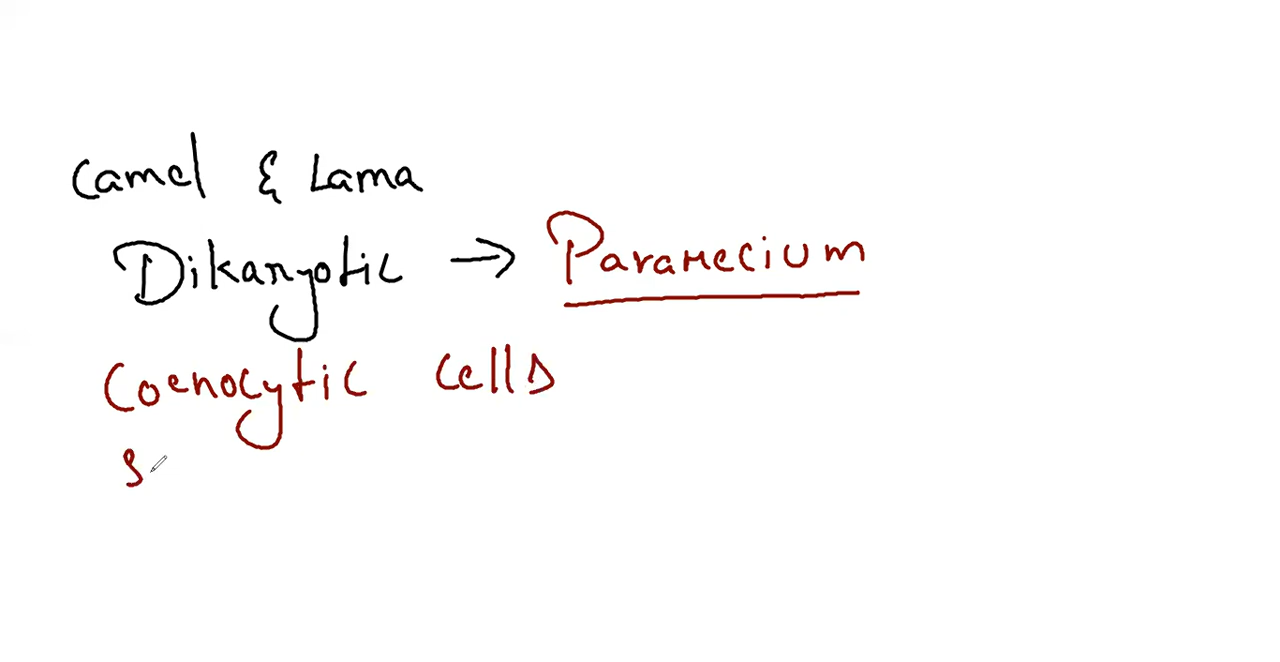 Camel & Lama
Dikaryotic → Paramecium
Coenocytic cells
S